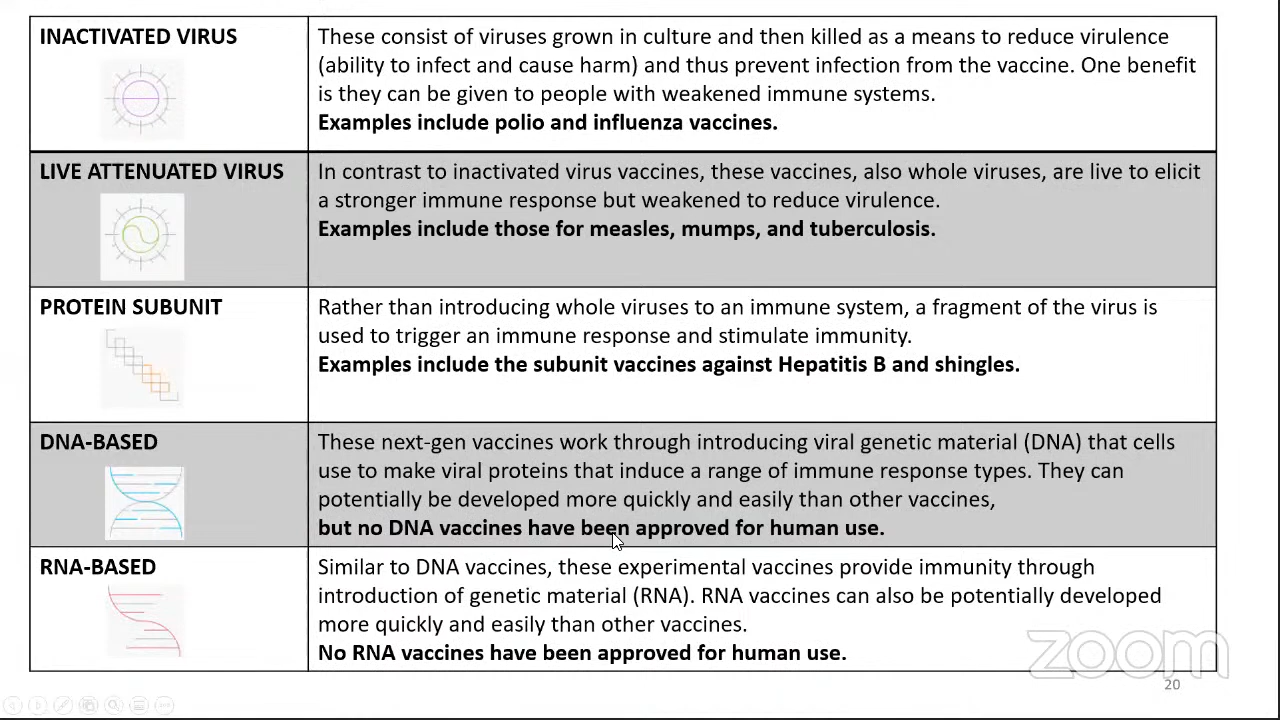 INACTIVATED VIRUS
These consist of viruses grown in culture and then killed as a means to reduce virulence
(ability to infect and cause harm) and thus prevent infection from the vaccine. One benefit
is they can be given to people with weakened immune systems.
Examples include polio and influenza vaccines.
LIVE ATTENUATED VIRUS
In contrast to inactivated virus vaccines, these vaccines, also whole viruses, are live to elicit
a stronger immune response but weakened to reduce virulence.
Examples include those for measles, mumps, and tuberculosis.
PROTEIN SUBUNIT
Rather than introducing whole viruses to an immune system, a fragment of the virus is
used to trigger an immune response and stimulate immunity.
Examples include the subunit vaccines against Hepatitis B and shingles.
DNA-BASED
These next-gen vaccines work through introducing viral genetic material (DNA) that cells
use to make viral proteins that induce a range of immune response types. They can
potentially be developed more quickly and easily than other vaccines,
but no DNA vaccines have been approved for human use.
RNA-BASED
Similar to DNA vaccines, these experimental vaccines provide immunity through
introduction of genetic material (RNA). RNA vaccines can also be potentially developed
more quickly and easily than other vaccines.
No RNA vaccines have been approved for human use.
zoom
20